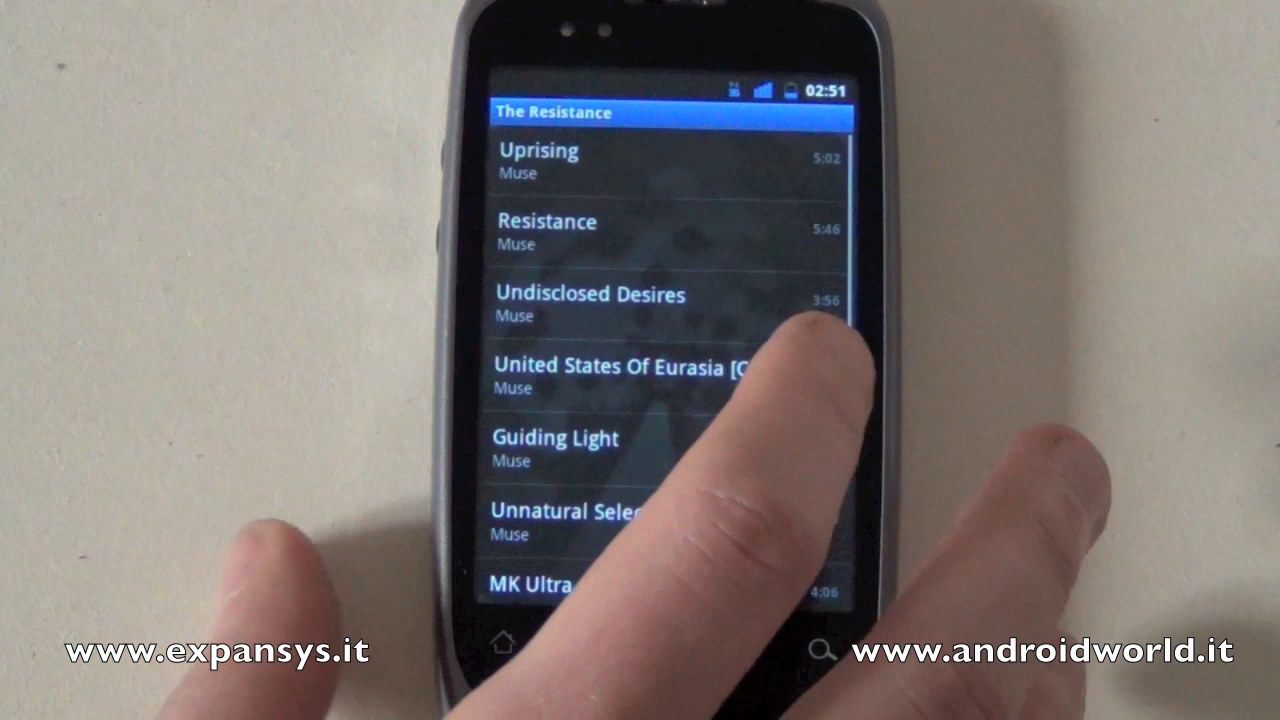 02:51
The Resistance
Uprising
5:02
Muse
Resistance
5:46
Muse
Undisclosed Desires
3:56
Muse
United States Of Eurasia [C
Muse
Guiding Light
Muse
Unnatural
Muse
MK Ultra
4:06
www.expansys.it
www.androidworld.it